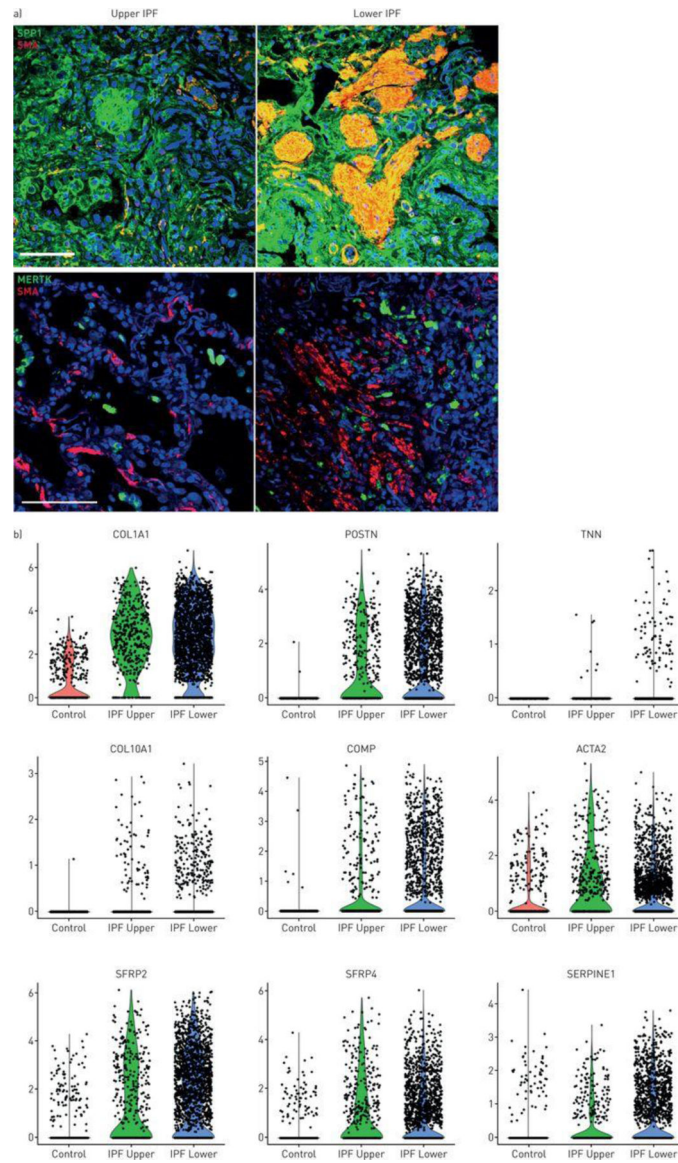 a) Upper IPF Lower IPF
SPP1
SMA
MERTK
SMA
b) COL1A1 POSTN TNN
6 4 2 0
4 2 0
2 1 0
Control IPF Upper IPF Lower Control IPF Upper IPF Lower Control IPF Upper IPF Lower
COL10A1 COMP ACTA2
3 2 1 0
5 4 3 2 1 0
4 2 0
Control IPF Upper IPF Lower Control IPF Upper IPF Lower Control IPF Upper IPF Lower
SFRP2 SFRP4 SERPINE1
6 4 2 0
6 4 2 0
4 3 2 1 0
Control IPF Upper IPF Lower Control IPF Upper IPF Lower Control IPF Upper IPF Lower